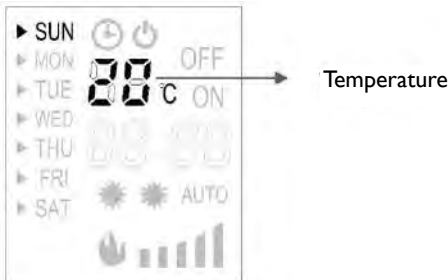 SUN
MON
TUE
WED
THU
FRI
SAT
OFF
28 °C
ON
AUTO
Temperature